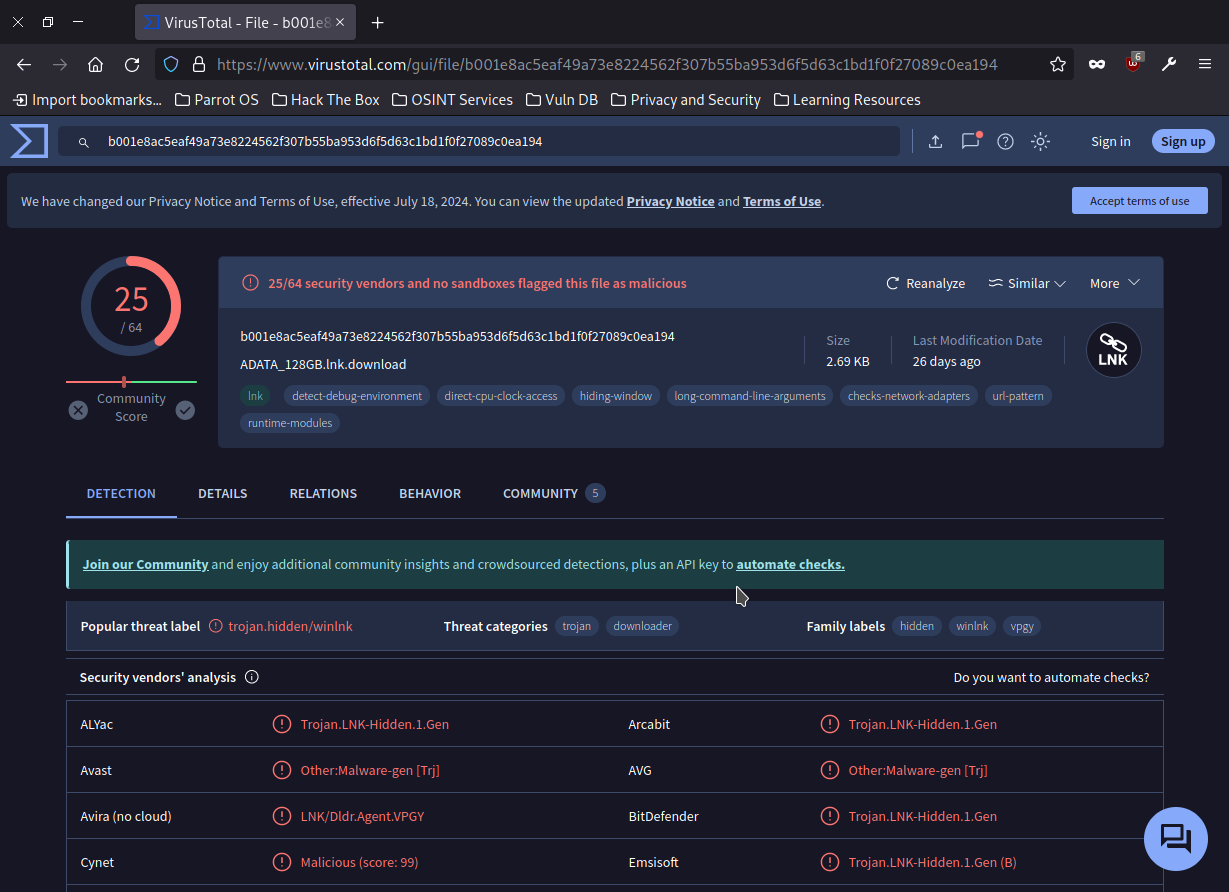 VirusTotal - File - b001e8
https://www.virustotal.com/gui/file/b001e8ac5eaf49a73e8224562f307b55ba953d6f5d63c1bd1f0f27089c0ea194
6
Import bookmarks... Parrot OS Hack The Box OSINT Services Vuln DB Privacy and Security Learning Resources
b001e8ac5eaf49a73e8224562f307b55ba953d6f5d63c1bd1f0f27089c0ea194
Sign in Sign up
We have changed our Privacy Notice and Terms of Use, effective July 18, 2024. You can view the updated Privacy Notice and Terms of Use. Accept terms of use
25
/ 64
Community
Score
25/64 security vendors and no sandboxes flagged this file as malicious Reanalyze Similar More
b001e8ac5eaf49a73e8224562f307b55ba953d6f5d63c1bd1f0f27089c0ea194
ADATA_128GB.lnk.download
Size
2.69 KB
Last Modification Date
26 days ago
LNK
lnk detect-debug-environment direct-cpu-clock-access hiding-window long-command-line-arguments checks-network-adapters url-pattern
runtime-modules
DETECTION DETAILS RELATIONS BEHAVIOR COMMUNITY 5
Join our Community and enjoy additional community insights and crowdsourced detections, plus an API key to automate checks.
Popular threat label trojan.hidden/winlnk Threat categories trojan downloader Family labels hidden winlnk vpgy
Security vendors' analysis Do you want to automate checks?
ALYac Trojan.LNK-Hidden.1.Gen Arcabit Trojan.LNK-Hidden.1.Gen
Avast Other:Malware-gen [Trj] AVG Other:Malware-gen [Trj]
Avira (no cloud) LNK/Dldr.Agent.VPGY BitDefender Trojan.LNK-Hidden.1.Gen
Cynet Malicious (score: 99) Emsisoft Trojan.LNK-Hidden.1.Gen (B)